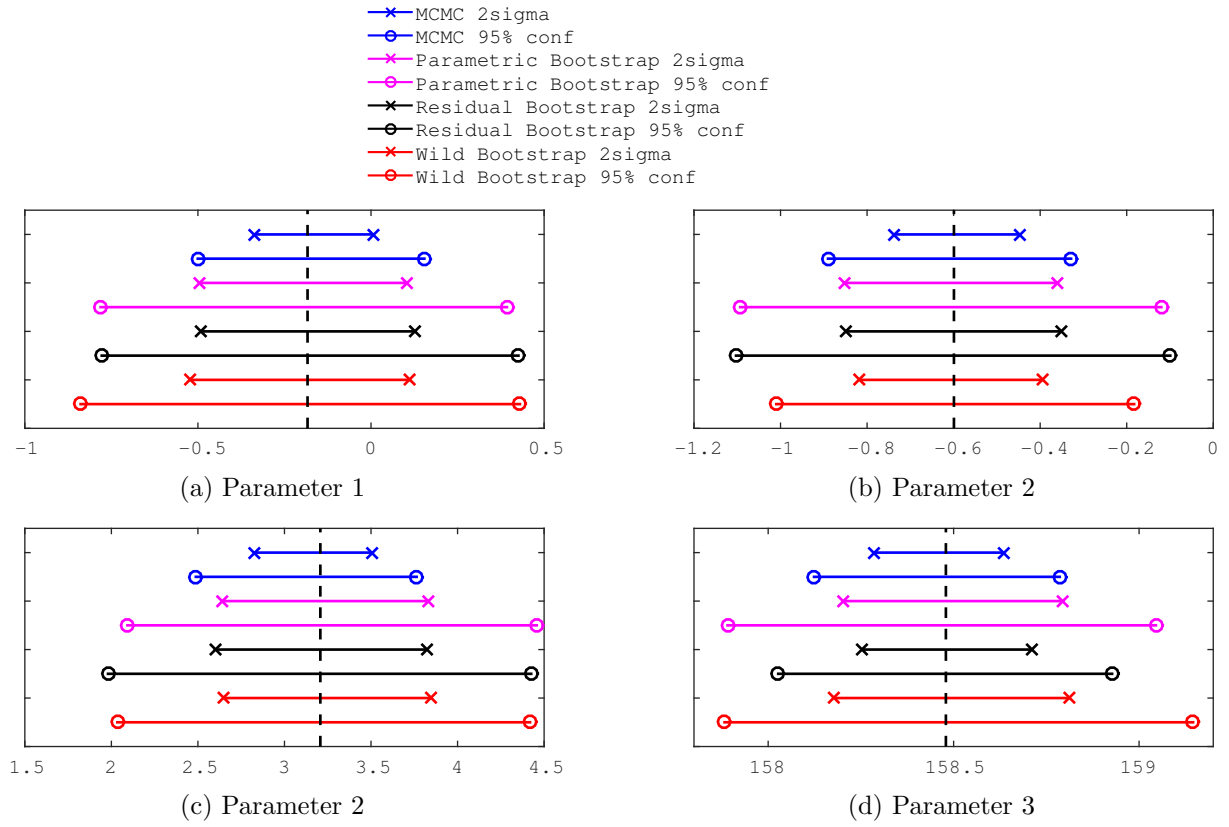 MCMC 2sigma
MCMC 95% conf
Parametric Bootstrap 2sigma
Parametric Bootstrap 95% conf
Residual Bootstrap 2sigma
Residual Bootstrap 95% conf
Wild Bootstrap 2sigma
Wild Bootstrap 95% conf
-1 -0.5 0 0.5
(a) Parameter 1
-1.2 -1 -0.8 -0.6 -0.4 -0.2 0
(b) Parameter 2
1.5 2 2.5 3 3.5 4 4.5
(c) Parameter 2
158 158.5 159
(d) Parameter 3